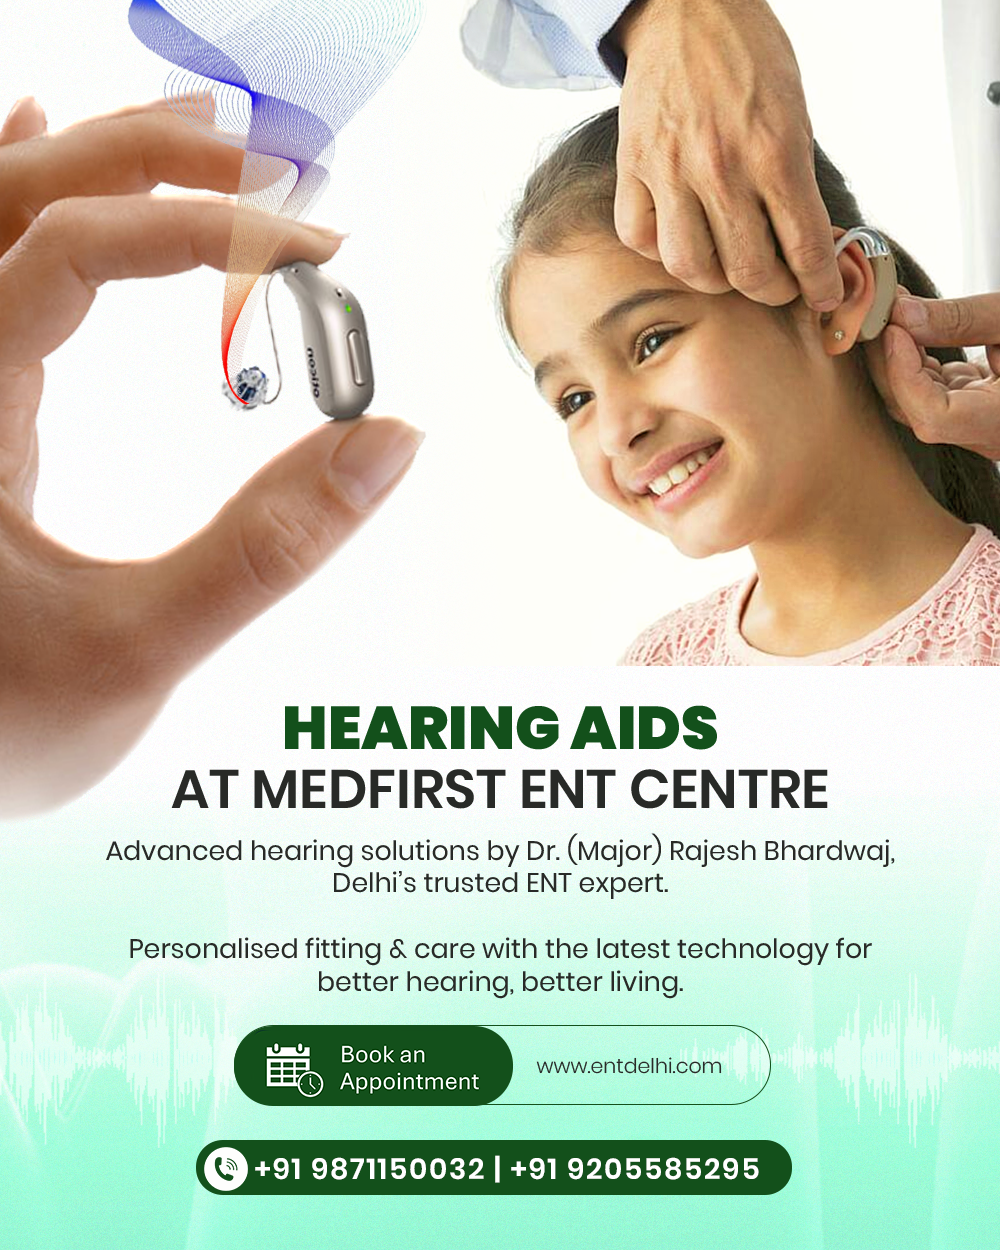 oticon
HEARING AIDS
AT MEDFIRST ENT CENTRE
Advanced hearing solutions by Dr. (Major) Rajesh Bhardwaj,
Delhi’s trusted ENT expert.
Personalised fitting & care with the latest technology for
better hearing, better living.
Book an
Appointment
www.entdelhi.com
+91 9871150032 | +91 9205585295